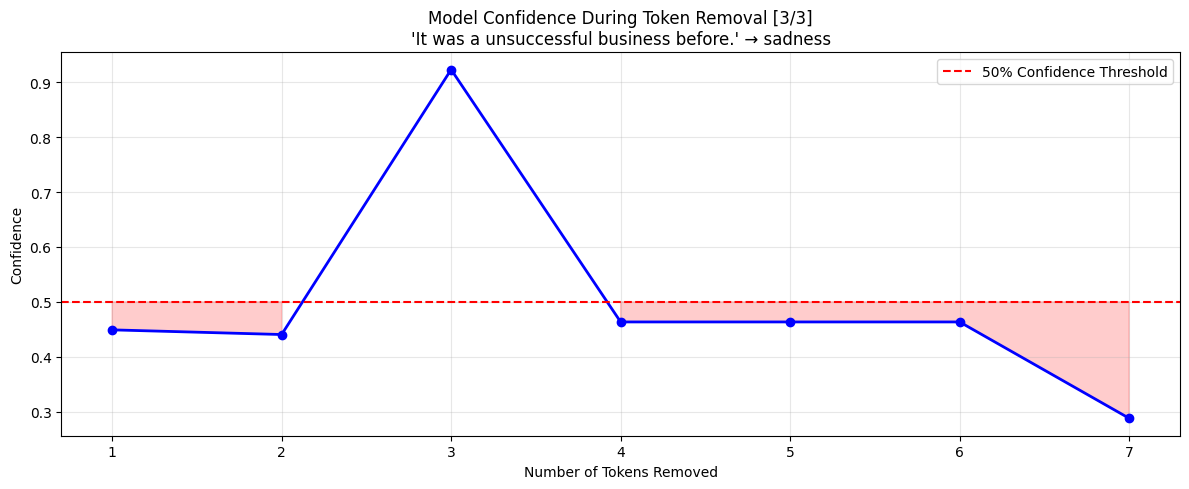 Model Confidence During Token Removal [3/3]
'It was a unsuccessful business before.' → sadness
50% Confidence Threshold
Confidence
0.9
0.8
0.7
0.6
0.5
0.4
0.3
1 2 3 4 5 6 7
Number of Tokens Removed